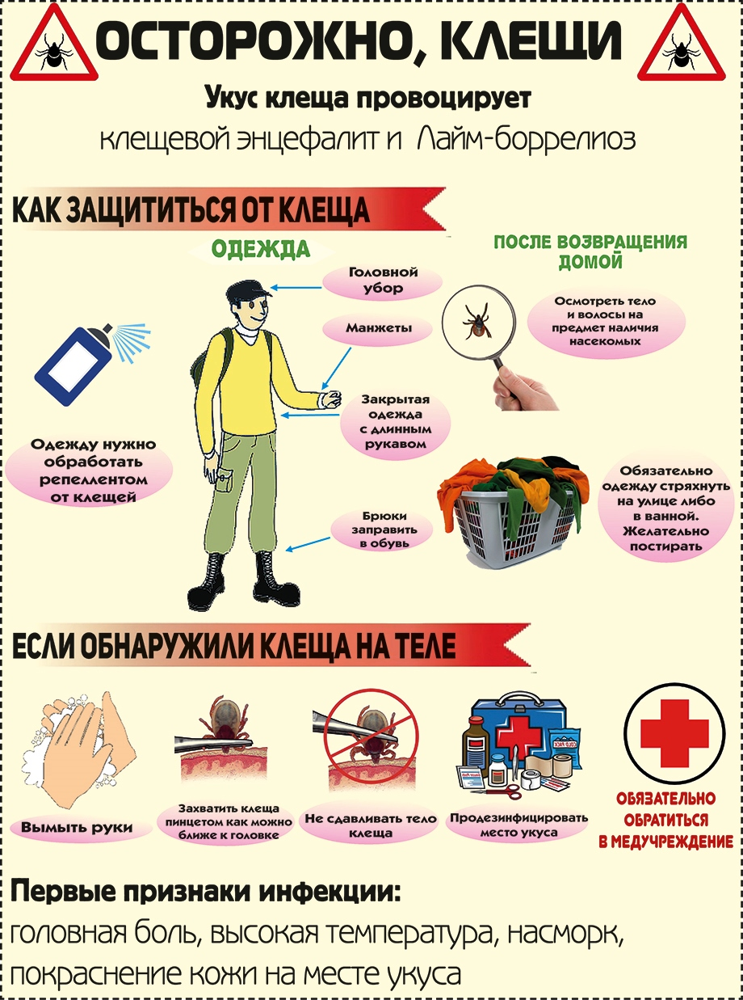 ОСТОРОЖНО, КЛЕЩИ
Укус клеща провоцирует
клещевой энцефалит и Лайм-боррелиоз
КАК ЗАЩИТИТЬСЯ ОТ КЛЕЩА
ОДЕЖДА
Головной
убор
Манжеты
Закрытая
одежда
с длинным
рукавом
Брюки
заправить
в обувь
Одежду нужно
обработать
репеллентом
от клещей
ПОСЛЕ ВОЗВРАЩЕНИЯ
ДОМОЙ
Осмотреть тело
и волосы на
предмет наличия
насекомых
Обязательно
одежду стряхнуть
на улице либо
в ванной.
Желательно
постирать
ЕСЛИ ОБНАРУЖИЛИ КЛЕЩА НА ТЕЛЕ
Вымыть руки
Захватить клеща
пинцетом как можно
ближе к головке
Не сдавливать тело
клеща
COLD PACK
Продезинфицировать
место укуса
ОБЯЗАТЕЛЬНО
ОБРАТИТЬСЯ
В МЕДУЧРЕЖДЕНИЕ
Первые признаки инфекции:
головная боль, высокая температура, насморк,
покраснение кожи на месте укуса